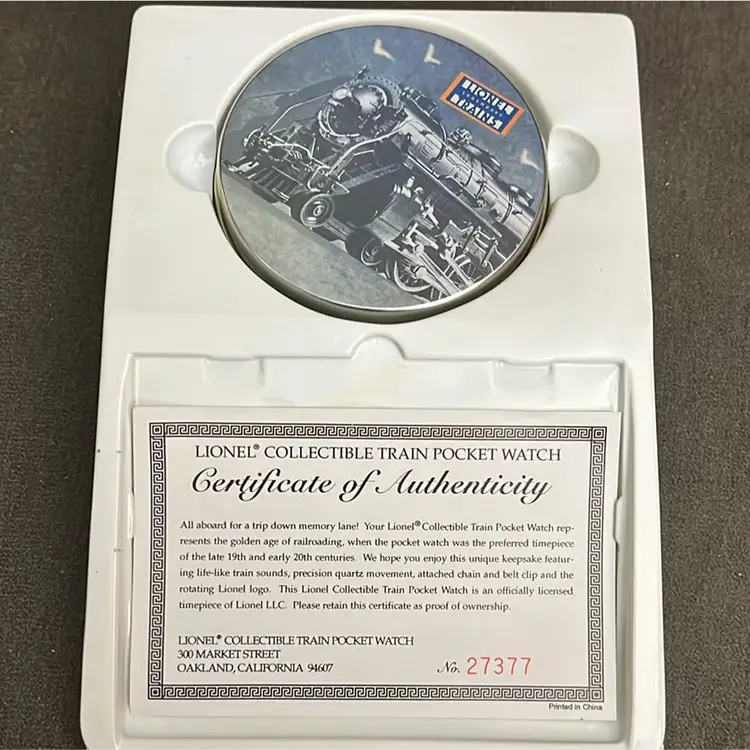 LIONEL
TRAINS
LIONEL® COLLECTIBLE TRAIN POCKET WATCH
Certificate of Authenticity
All aboard for a trip down memory lane! Your Lionel® Collectible Train Pocket Watch rep-
resents the golden age of railroading, when the pocket watch was the preferred timepiece
of the late 19th and early 20th centuries. We hope you enjoy this unique keepsake featur-
ing life-like train sounds, precision quartz movement, attached chain and belt clip and the
rotating Lionel logo. This Lionel Collectible Train Pocket Watch is an officially licensed
timepiece of Lionel LLC. Please retain this certificate as proof of ownership.
LIONEL® COLLECTIBLE TRAIN POCKET WATCH
300 MARKET STREET
OAKLAND, CALIFORNIA 94607
No. 27377
Printed in China